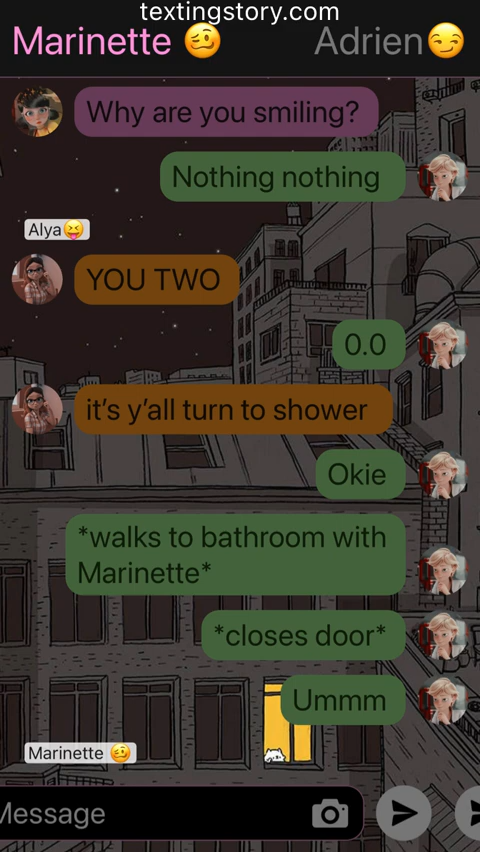 textingstory.com
Marinette 🥴 Adrien😏
Why are you smiling?
Nothing nothing
Alya😝
YOU TWO
0.0
it's y'all turn to shower
Okie
*walks to bathroom with
Marinette*
*closes door*
Ummm
Marinette 🥴
Message